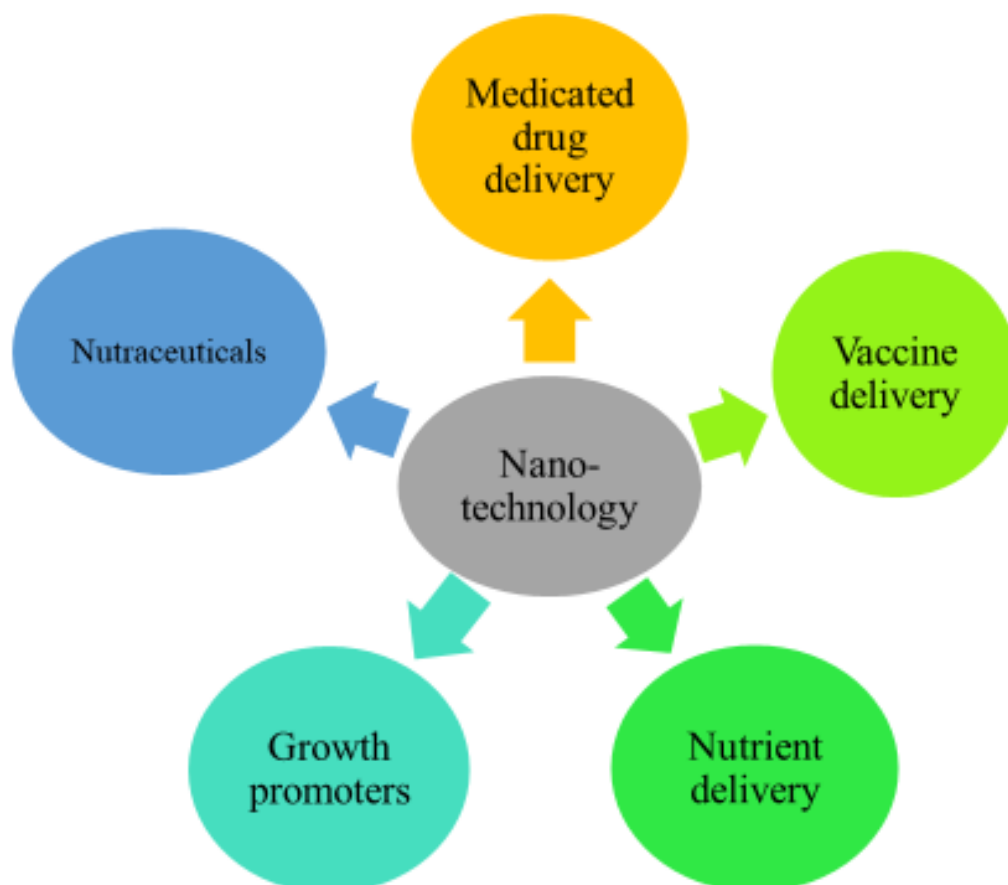 Medicated
drug
delivery
Nutraceuticals
Vaccine
delivery
Nano-
technology
Growth
promoters
Nutrient
delivery